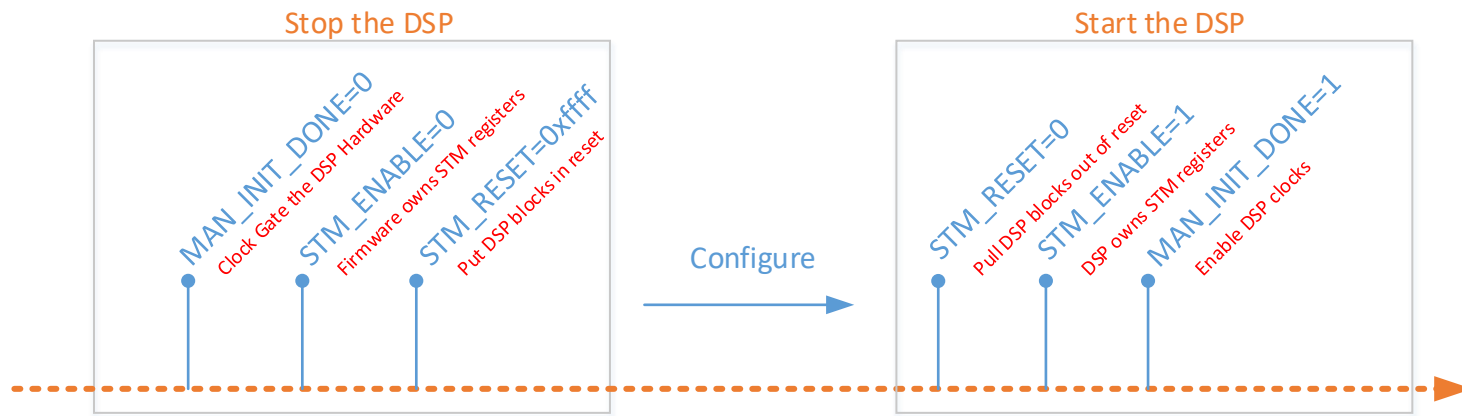 Stop the DSP
MAN_INIT_DONE=0
Clock Gate the DSP Hardware
STM_ENABLE=0
Firmware owns STM registers
STM_RESET=0xffff
Put DSP blocks in reset
Configure
Start the DSP
STM_RESET=0
Pull DSP blocks out of reset
STM_ENABLE=1
DSP owns STM registers
MAN_INIT_DONE=1
Enable DSP clocks